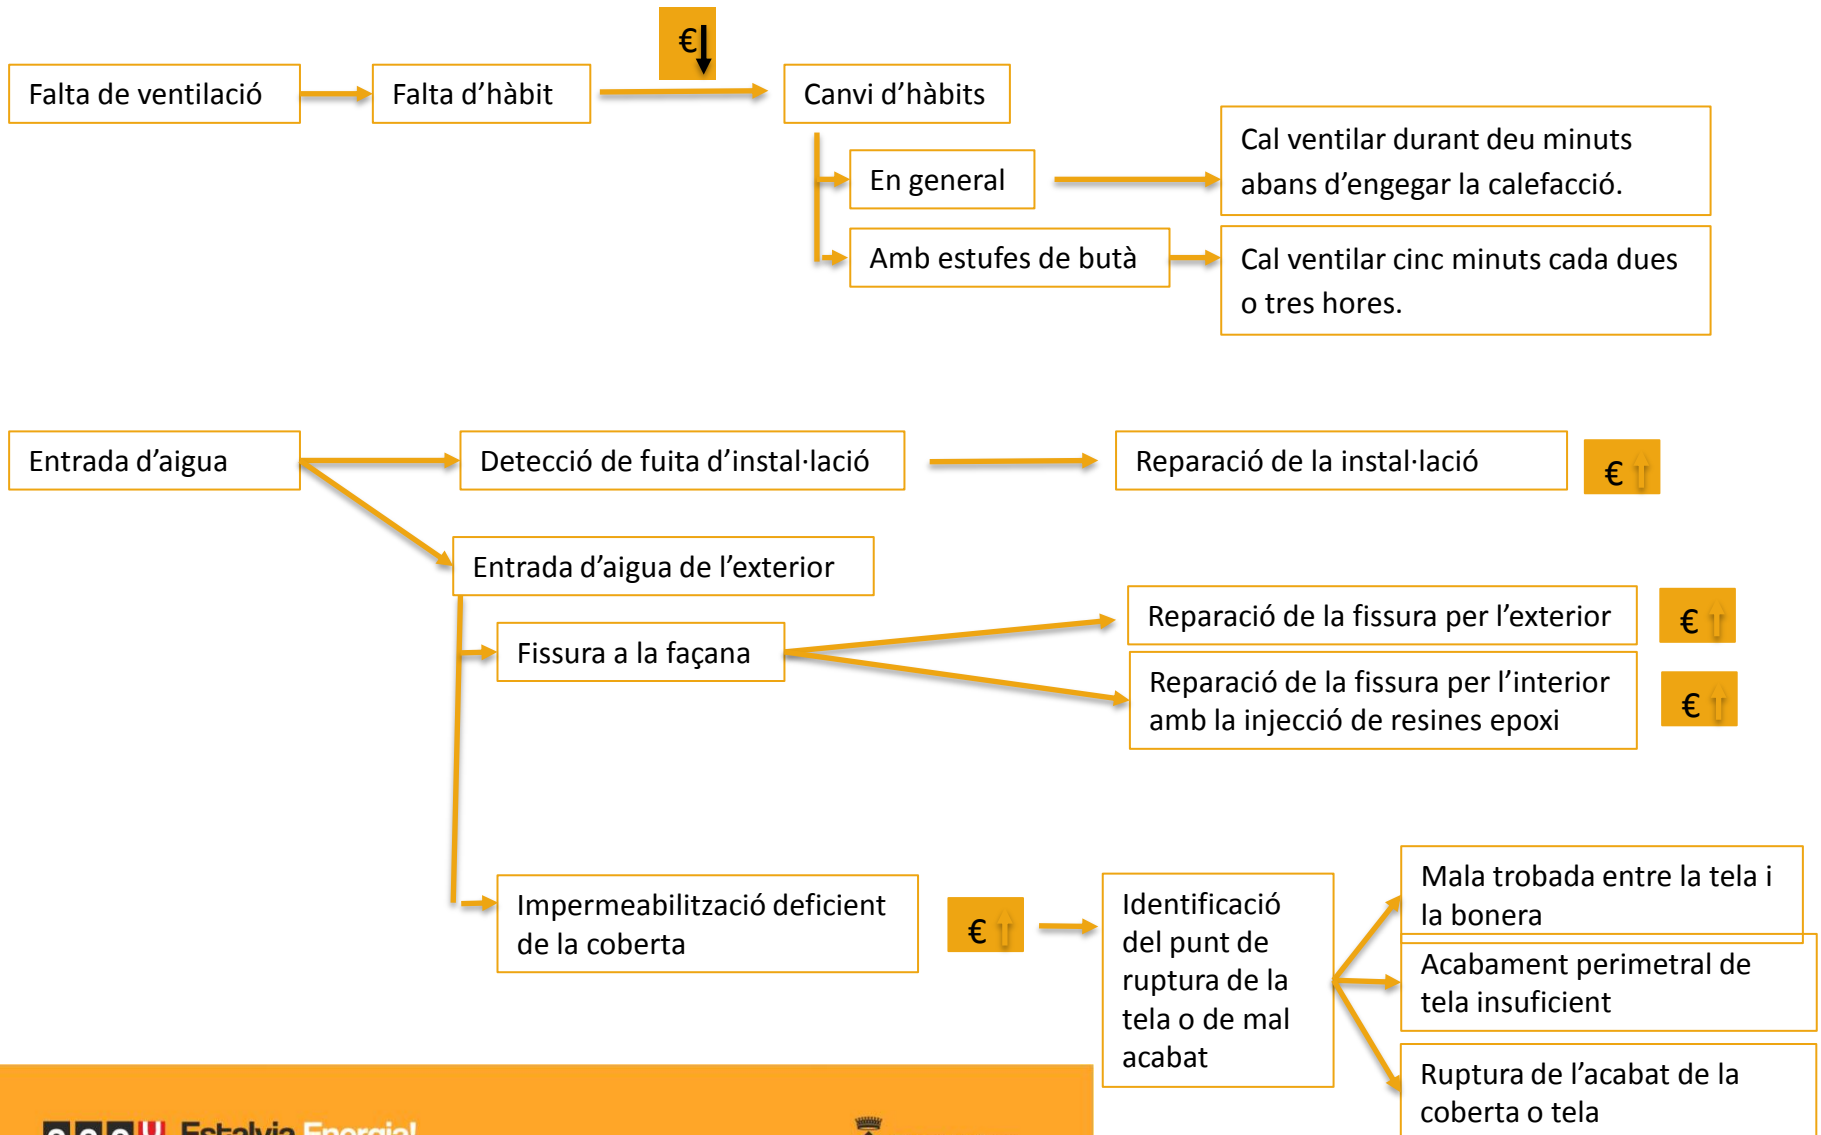 €
Falta de ventilació
Falta d’hàbit
Canvi d’hàbits
En general
Cal ventilar durant deu minuts
abans d’engegar la calefacció.
Amb estufes de butà
Cal ventilar cinc minuts cada dues
o tres hores.
Entrada d’aigua
Detecció de fuita d’instal·lació
Reparació de la instal·lació
€
Entrada d’aigua de l’exterior
Fissura a la façana
Reparació de la fissura per l’exterior
€
Reparació de la fissura per l’interior
amb la injecció de resines epoxi
€
Impermeabilització deficient
de la coberta
€
Identificació
del punt de
ruptura de la
tela o de mal
acabat
Mala trobada entre la tela i
la bonera
Acabament perimetral de
tela insuficient
Ruptura de l’acabat de la
coberta o tela
Estalvia Energia!